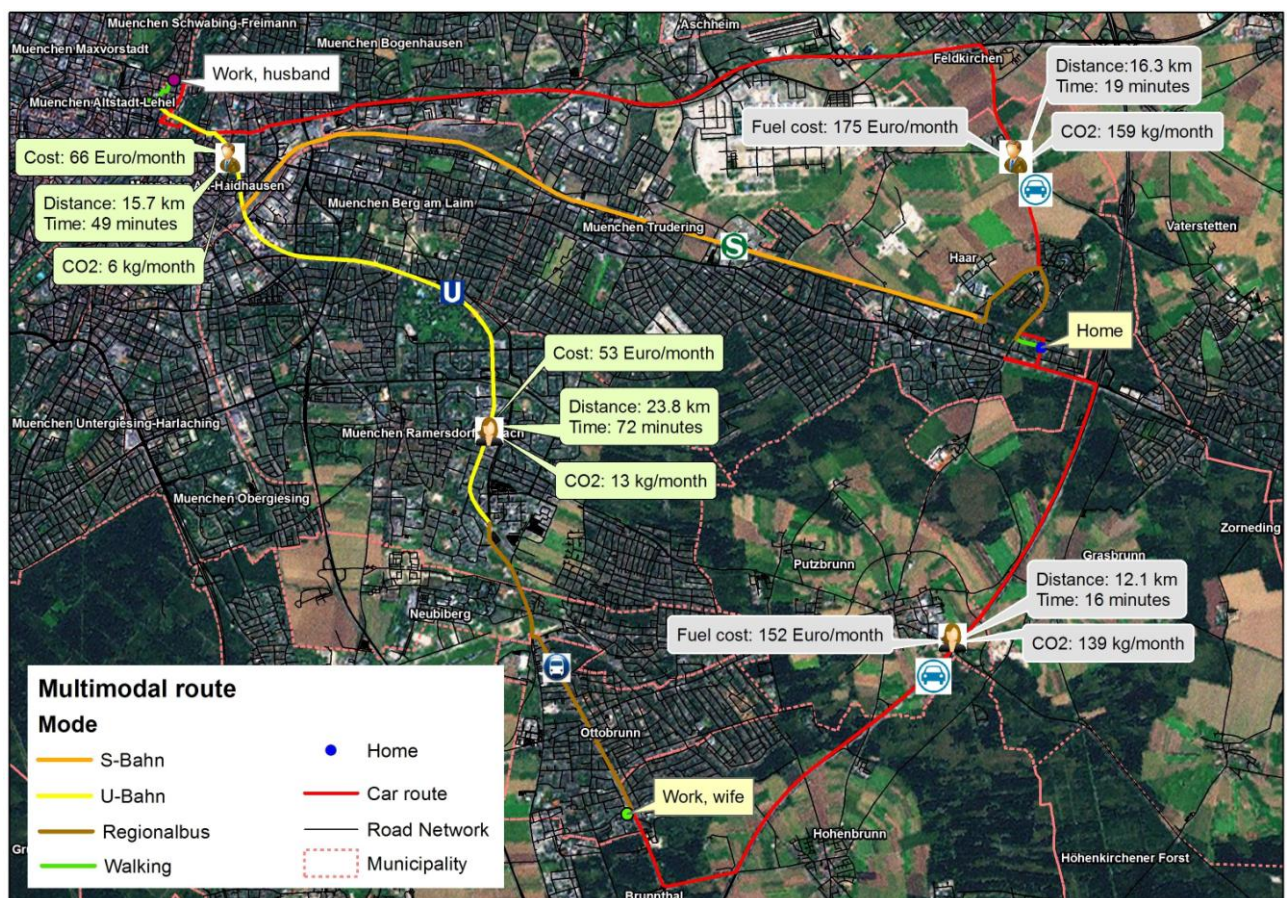 Muenchen Schwabing-Freimann
Aschheim
Muenchen Maxvorstadt
Muenchen Bogenhausen
Feldkirchen
Work, husband
Distance:16.3 km
Time: 19 minutes
Muenchen Altstadt-Lehel
Fuel cost: 175 Euro/month
CO2: 159 kg/month
Cost: 66 Euro/month
-Haidhausen
Distance: 15.7 km
Time: 49 minutes
Muenchen Berg am Laim
Muenchen Trudering
Vaterstetten
S
Haar
CO2: 6 kg/month
U
Home
Cost: 53 Euro/month
Distance: 23.8 km
Time: 72 minutes
Muenchen Untergiesing-Harlaching
Muenchen Ramersdorf
ach
CO2: 13 kg/month
Muenchen Obergiesing
Zorneding
Putzbrunn
Grasbrunn
Distance: 12.1 km
Time: 16 minutes
Neubiberg
Fuel cost: 152 Euro/month
CO2: 139 kg/month
Multimodal route
Mode
S-Bahn
Home
Ottobrunn
U-Bahn
Car route
Work, wife
Regionalbus
Road Network
Hohenbrunn
Gr
Walking
Municipality
Höhenkirchener Forst
Brunnthal